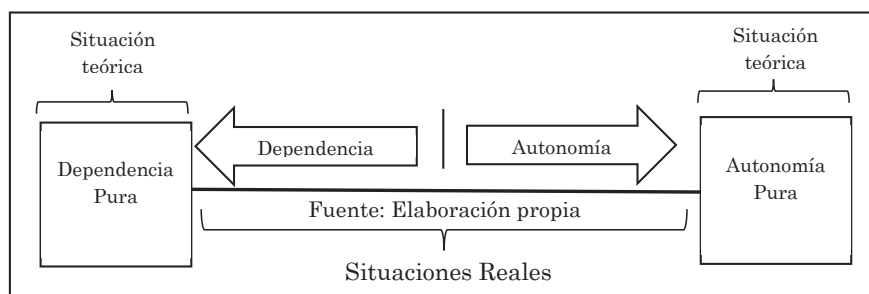 Situación
teórica
Situación
teórica
Dependencia
Pura
Dependencia
Autonomía
Autonomía
Pura
Fuente: Elaboración propia
Situaciones Reales